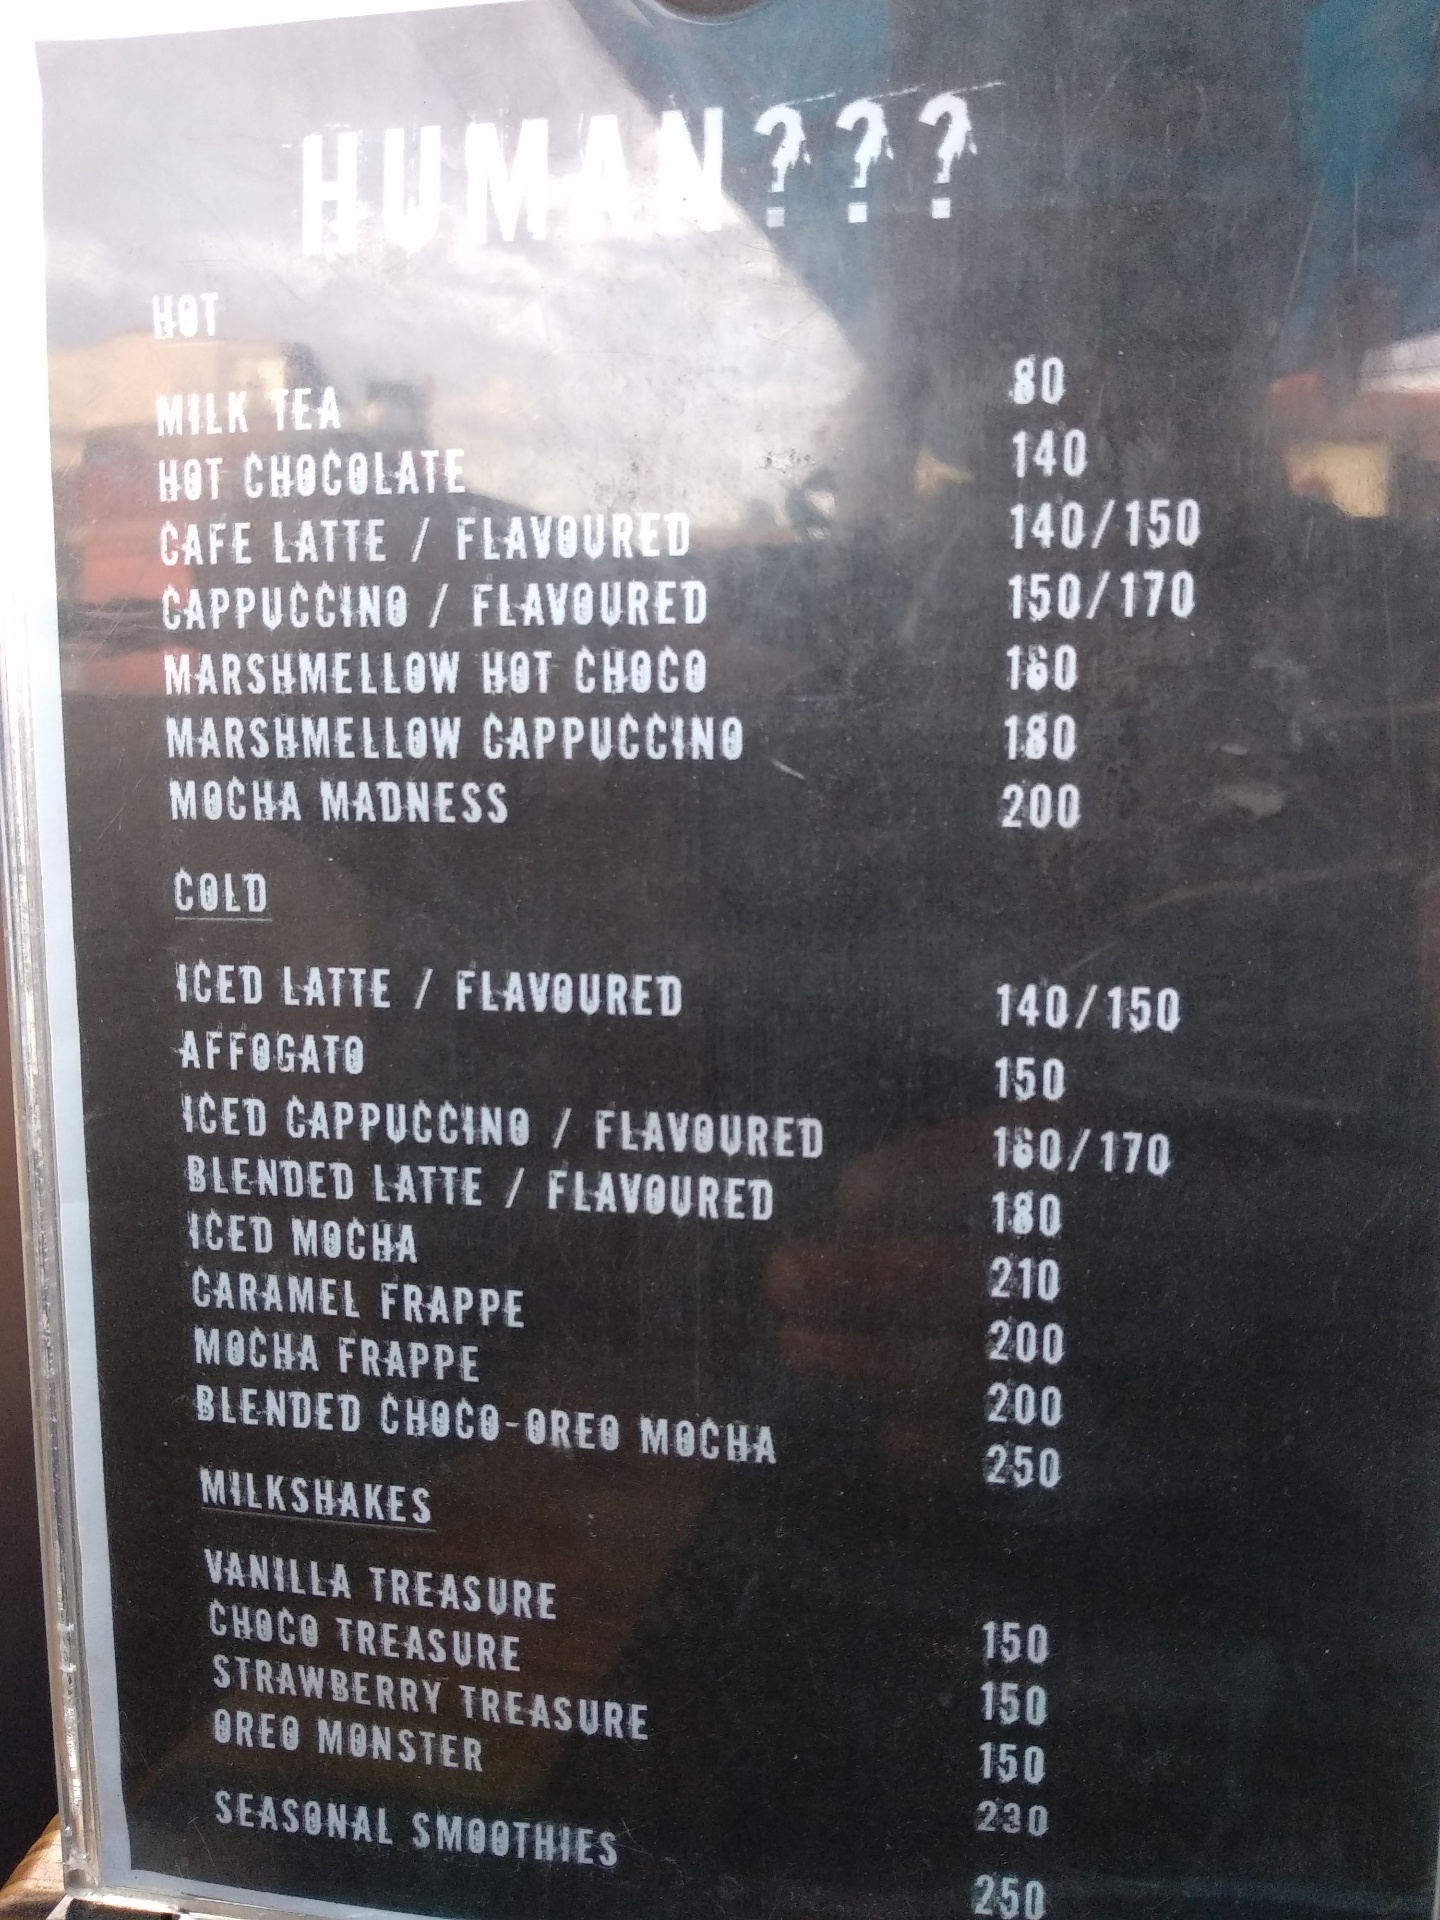 HUMAN???
HOT
MILK TEA 80
HOT CHOCOLATE 140
CAFE LATTE / FLAVOURED 140/150
CAPPUCCINO / FLAVOURED 150/170
MARSHMELLOW HOT CHOCO 160
MARSHMELLOW CAPPUCCINO 180
MOCHA MADNESS 200
COLD
ICED LATTE / FLAVOURED 140/150
AFFOGATO 150
ICED CAPPUCCINO / FLAVOURED 160/170
BLENDED LATTE / FLAVOURED 180
ICED MOCHA 210
CARAMEL FRAPPE 200
MOCHA FRAPPE 200
BLENDED CHOCO-OREO MOCHA 250
MILKSHAKES
VANILLA TREASURE 150
CHOCO TREASURE 150
STRAWBERRY TREASURE 150
OREO MONSTER 230
SEASONAL SMOOTHIES 250